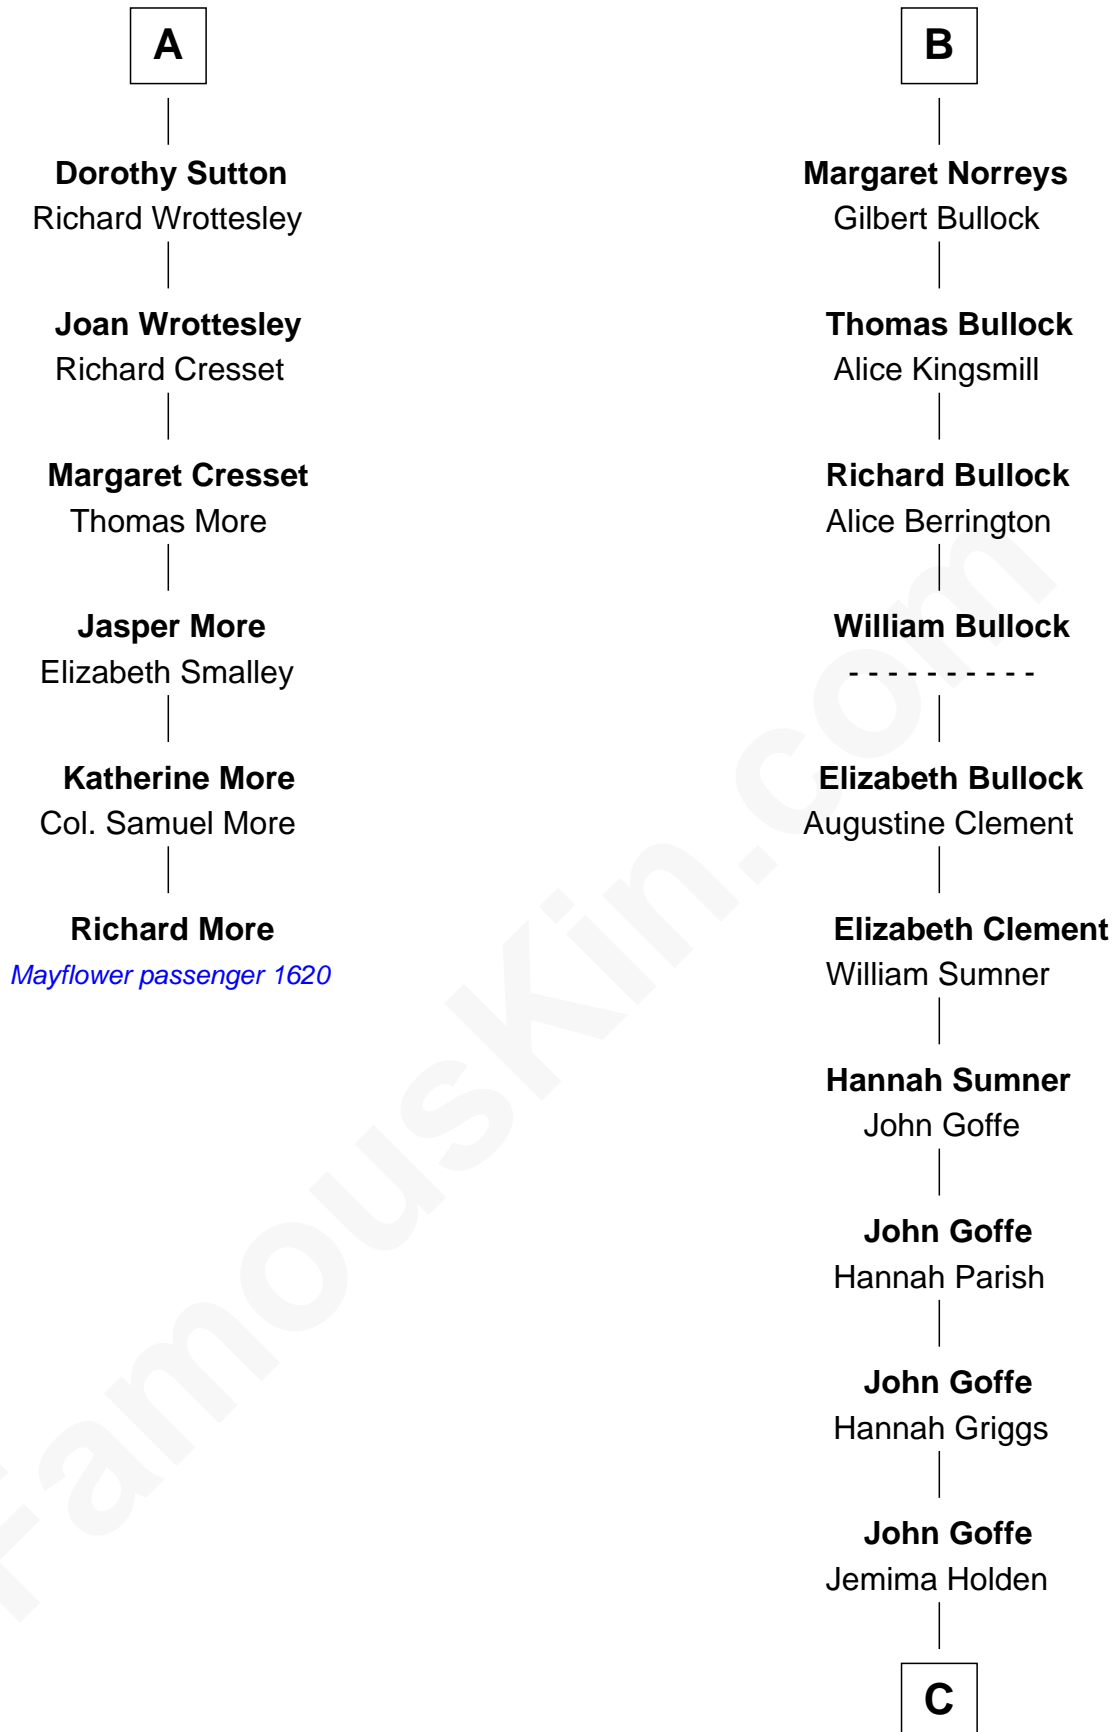 A
Dorothy Sutton
Richard Wrottesley
Joan Wrottesley
Richard Cresset
Margaret Cresset
Thomas More
Jasper More
Elizabeth Smalley
Katherine More
Col. Samuel More
Richard More
Mayflower passenger 1620
B
Margaret Norreys
Gilbert Bullock
Thomas Bullock
Alice Kingsmill
Richard Bullock
Alice Berrington
William Bullock
- - - - - - - - - -
Elizabeth Bullock
Augustine Clement
Elizabeth Clement
William Sumner
Hannah Sumner
John Goffe
John Goffe
Hannah Parish
John Goffe
Hannah Griggs
John Goffe
Jemima Holden
C
FamousKin.com